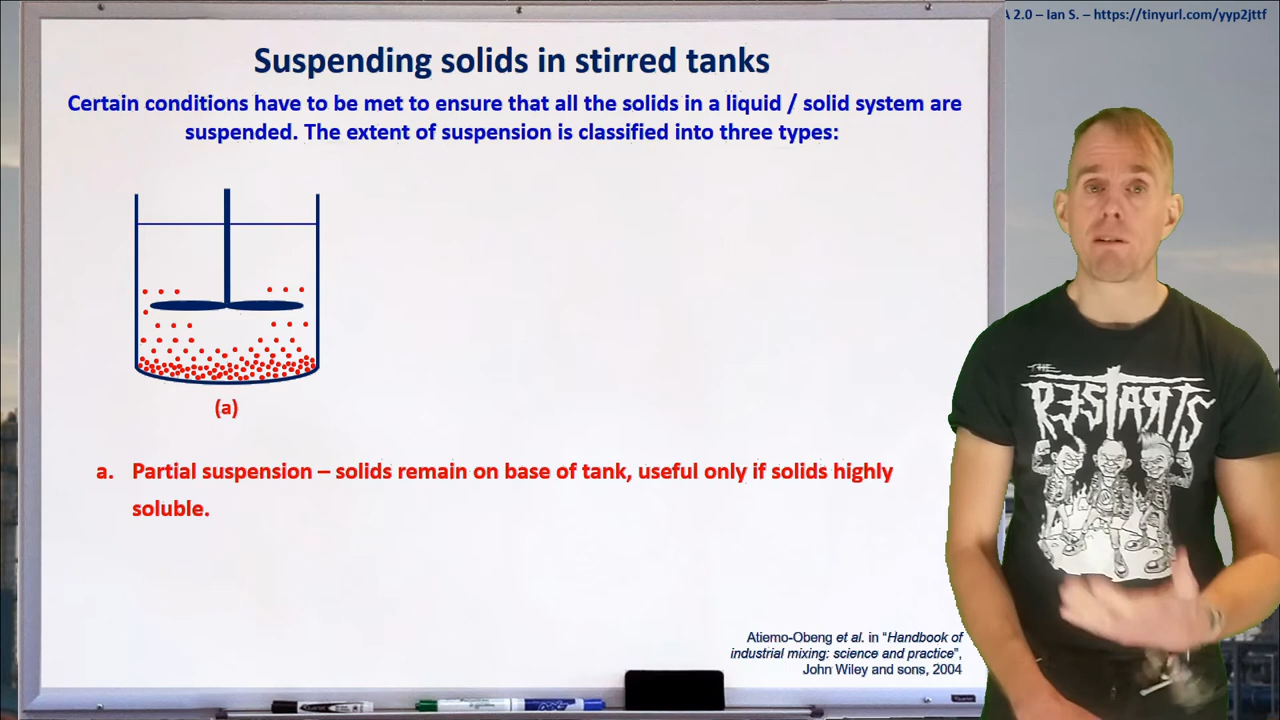 A 2.0 – Ian S. – https://tinyurl.com/yyp2jttf
Suspending solids in stirred tanks
Certain conditions have to be met to ensure that all the solids in a liquid / solid system are
suspended. The extent of suspension is classified into three types:
(a)
a. Partial suspension – solids remain on base of tank, useful only if solids highly
soluble.
Atiemo-Obeng et al. in “Handbook of
industrial mixing: science and practice”,
John Wiley and sons, 2004
THE
RESTARTS